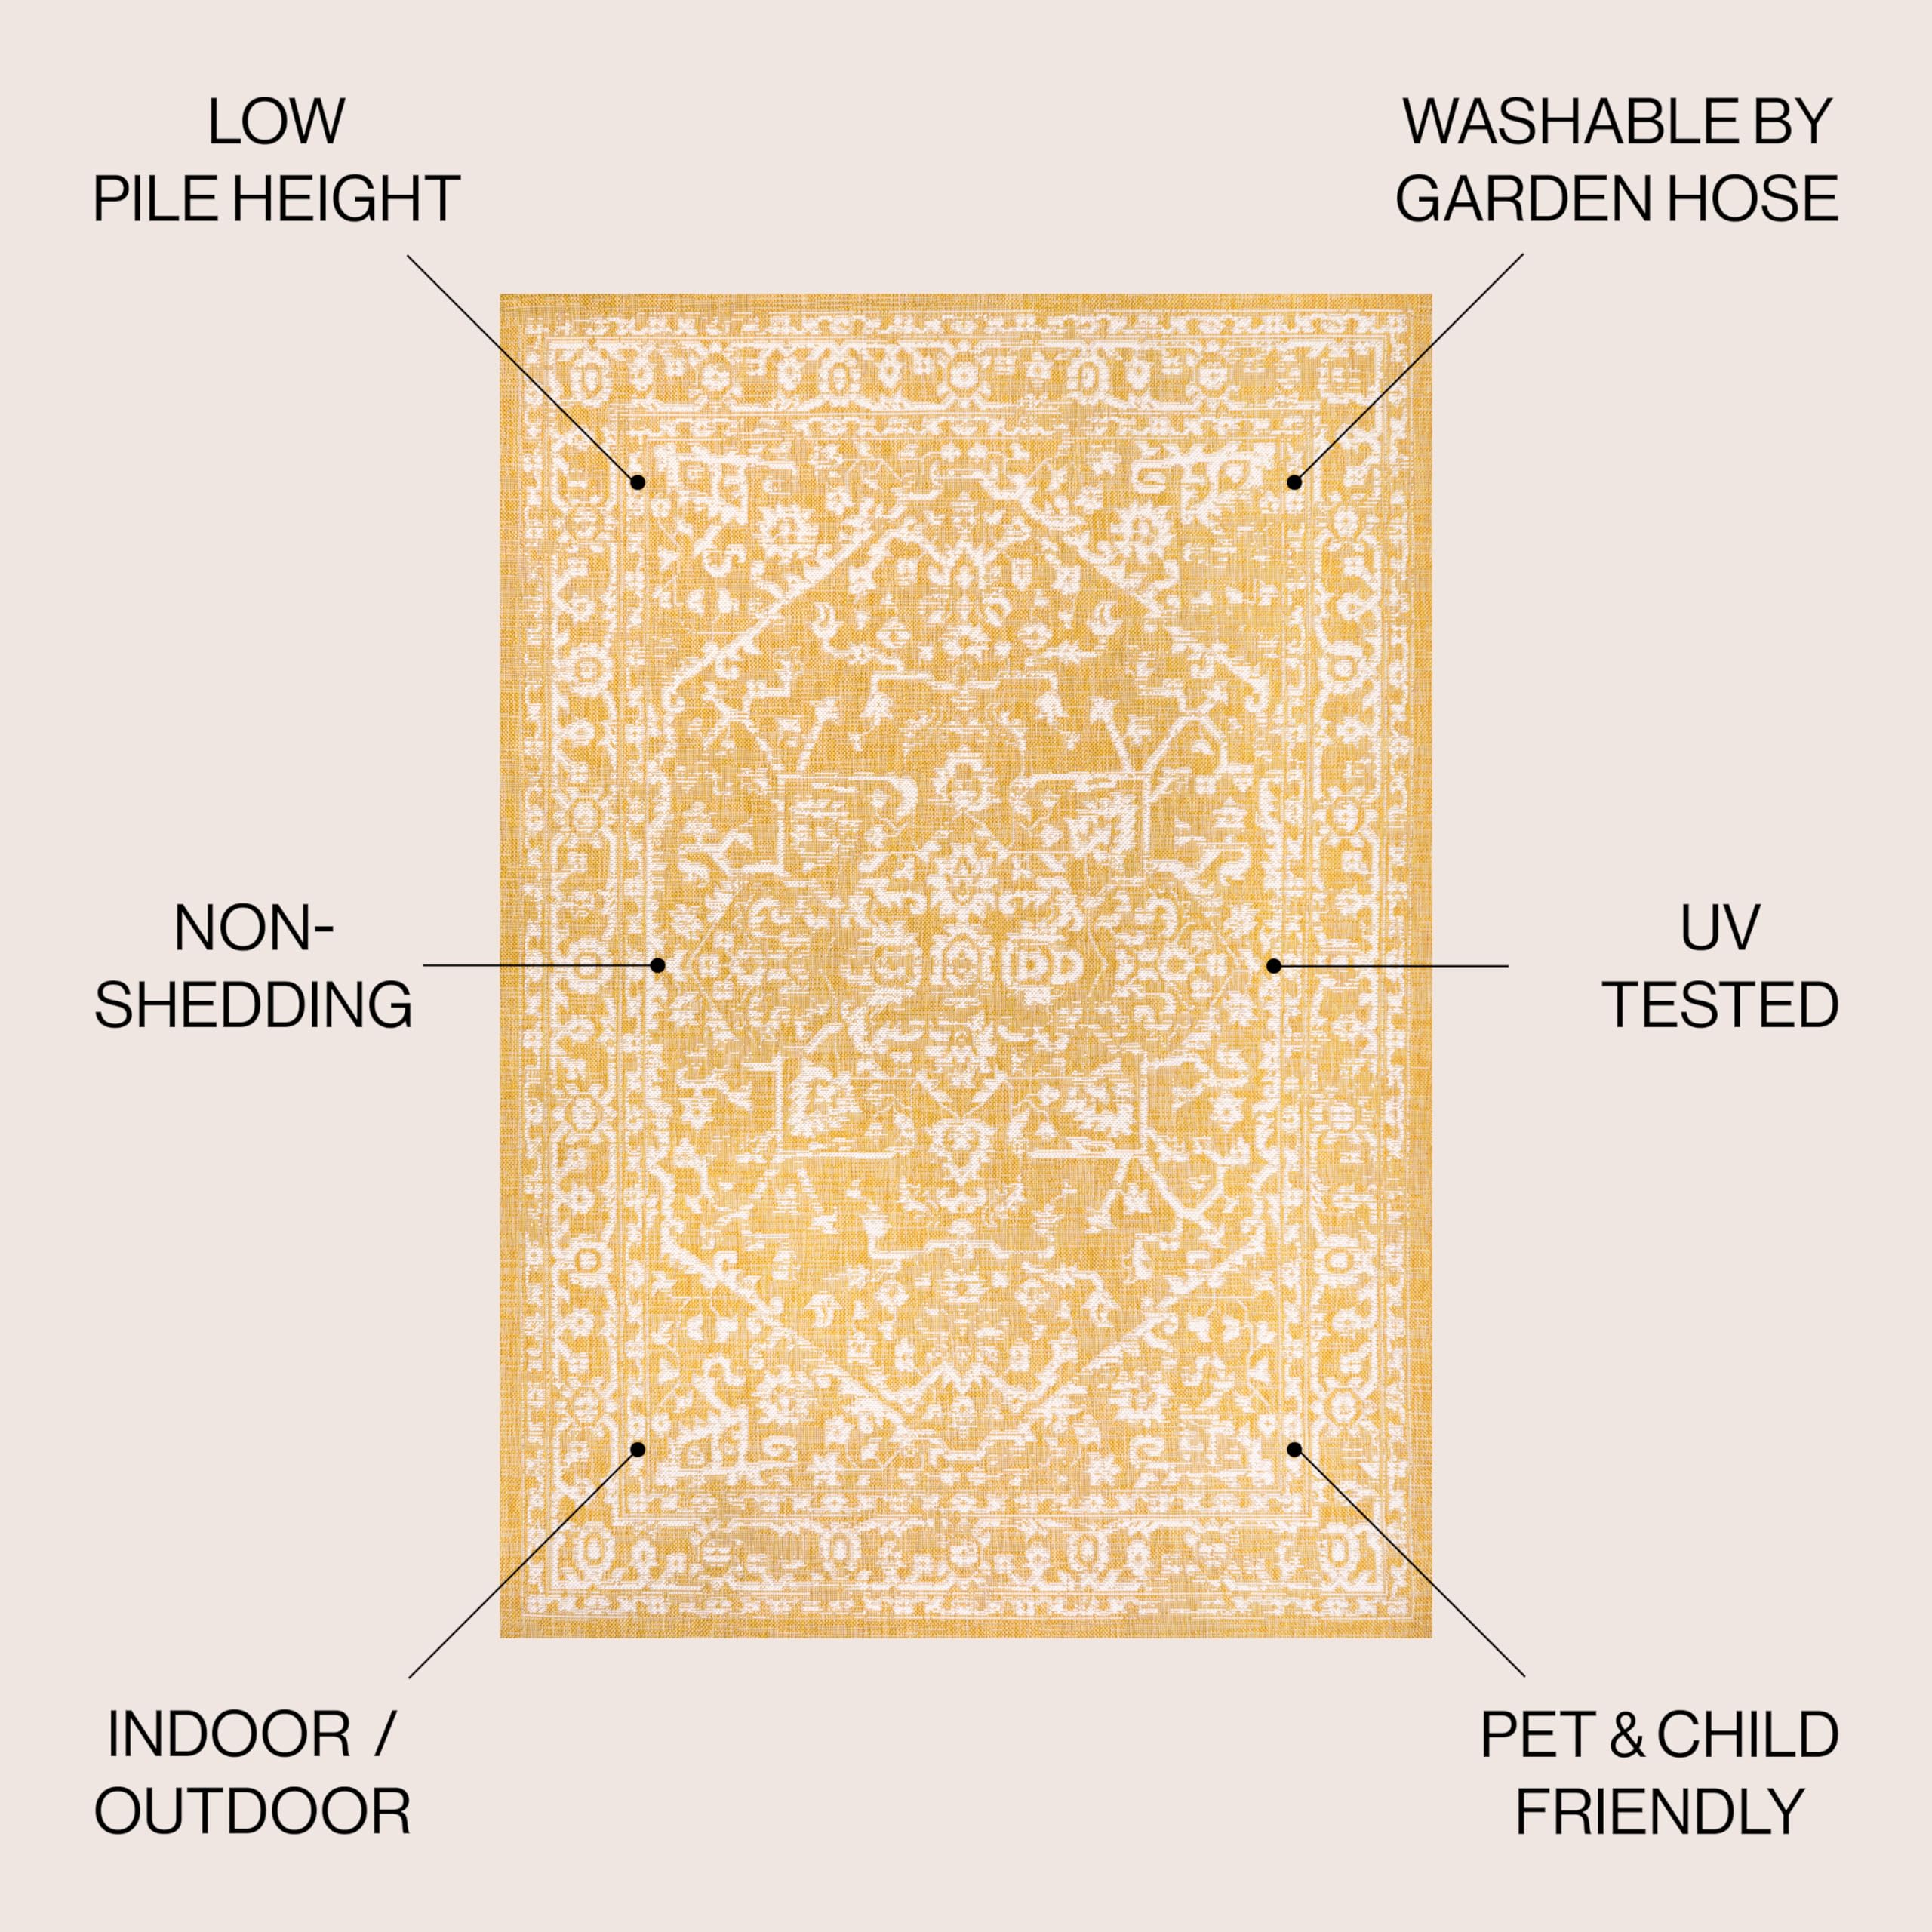 LOW
PILE HEIGHT
WASHABLE BY
GARDEN HOSE
NON-
SHEDDING
UV
TESTED
INDOOR /
OUTDOOR
PET & CHILD
FRIENDLY